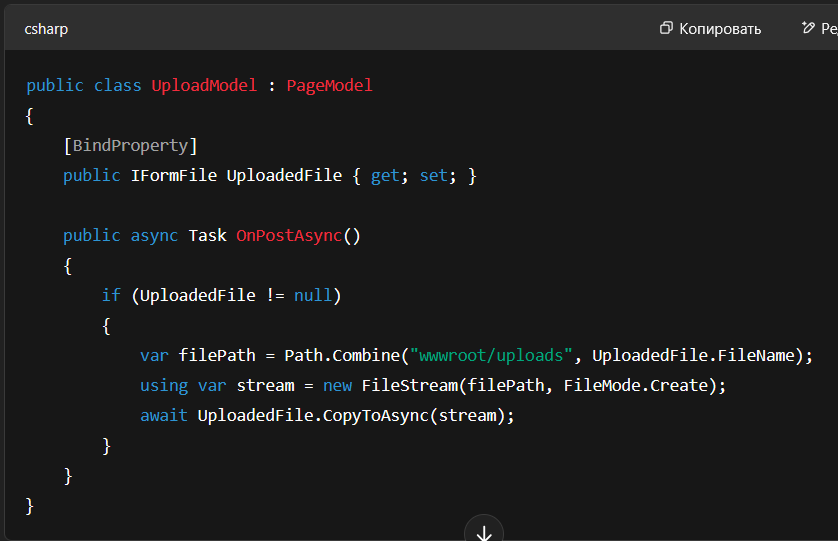 csharp
Копировать
Ре
public class UploadModel : PageModel
{
    [BindProperty]
    public IFormFile UploadedFile { get; set; }

    public async Task OnPostAsync()
    {
        if (UploadedFile != null)
        {
            var filePath = Path.Combine("wwwroot/uploads", UploadedFile.FileName);
            using var stream = new FileStream(filePath, FileMode.Create);
            await UploadedFile.CopyToAsync(stream);
        }
    }
}